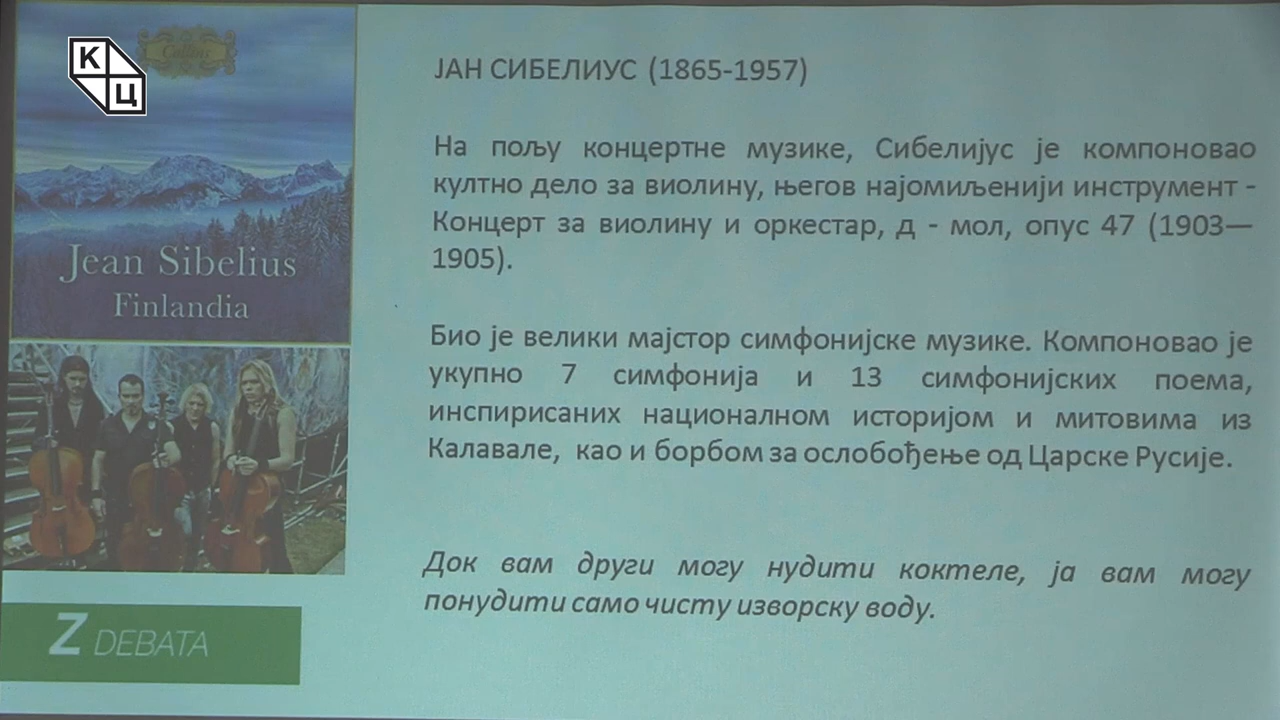 К
Ц
Collins
Jean Sibelius
Finlandia
Z DEBATA
ЈАН СИБЕЛИУС (1865-1957)
На пољу концертне музике, Сибелијус је компоновао
култно дело за виолину, његов најомиљенији инструмент -
Концерт за виолину и оркестар, д - мол, опус 47 (1903—
1905).
Био је велики мајстор симфонијске музике. Компоновао је
укупно 7 симфонија и 13 симфонијских поема,
инспирисаних националном историјом и митовима из
Калавале, као и борбом за ослобођење од Царске Русије.
Док вам други могу нудити коктеле, ја вам могу
понудити само чисту изворску воду.